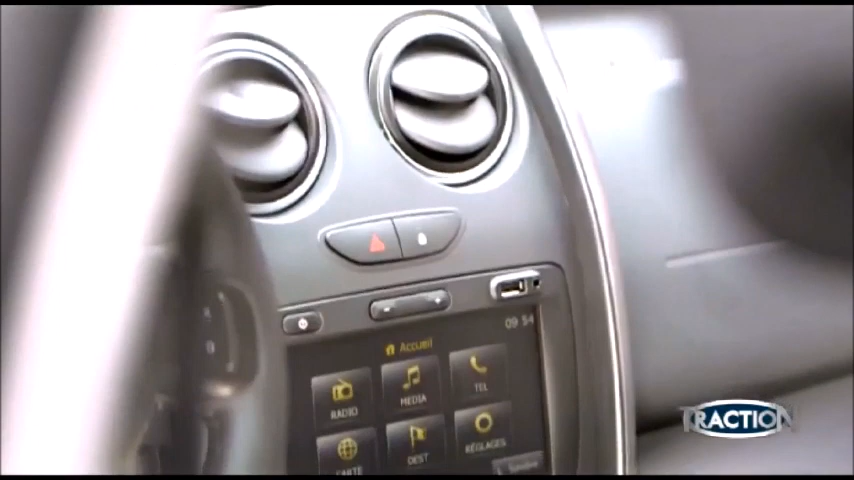 09 54
Accueil
RADIO
MEDIA
TEL
CARTE
DEST
RÉGLAGES
TRACTION